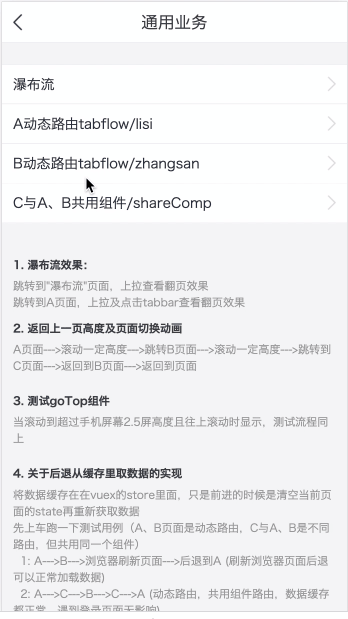 通用业务
瀑布流
A动态路由tabflow/lisi
B动态路由tabflow/zhangsan
C与A、B共用组件/shareComp
1. 瀑布流效果：
跳转到"瀑布流"页面，上拉查看翻页效果
跳转到A页面，上拉及点击tabbar查看翻页效果
2. 返回上一页高度及页面切换动画
A页面--->滚动一定高度--->跳转B页面--->滚动一定高度--->跳转到
C页面--->返回到B页面--->返回到页面
3. 测试goTop组件
当滚动到超过手机屏幕2.5屏高度且往上滚动时显示，测试流程同
上
4. 关于后退从缓存里取数据的实现
将数据缓存在在vuex的store里面，只是前进的时候是清空当前页
面的state再重新获取数据
先上车跑一下测试用例（A、B页面是动态路由，C与A、B是不同
路由，但共用同一个组件）
1: A--->B--->浏览器刷新页面--->后退到A (刷新浏览器页面后退
可以正常加载数据)
2: A--->C--->B--->C--->A (动态路由，共用组件路由，数据缓存
都正常，遇到登录页面无影响)